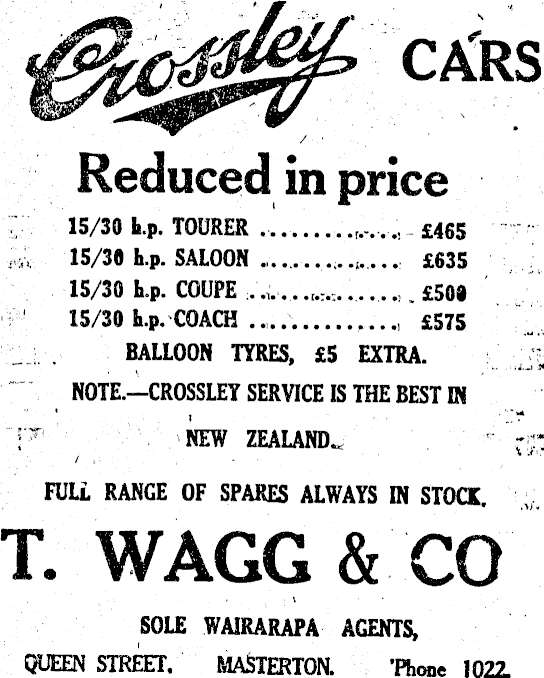 Crossley CARS
Reduced in price
15/30 h.p. TOURER .............. £465
15/30 h.p. SALOON .............. £635
15/30 h.p. COUPE .............. £500
15/30 h.p. COACH .............. £575
BALLOON TYRES, £5 EXTRA.
NOTE.—CROSSLEY SERVICE IS THE BEST IN
NEW ZEALAND.
FULL RANGE OF SPARES ALWAYS IN STOCK.
T. WAGG & CO
SOLE WAIRARAPA AGENTS,
QUEEN STREET. MASTERTON. 'Phone 1022.